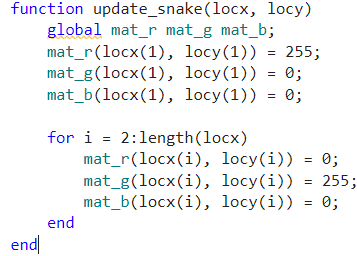 function update_snake(locx, locy)
    global mat_r mat_g mat_b;
    mat_r(locx(1), locy(1)) = 255;
    mat_g(locx(1), locy(1)) = 0;
    mat_b(locx(1), locy(1)) = 0;

    for i = 2:length(locx)
        mat_r(locx(i), locy(i)) = 0;
        mat_g(locx(i), locy(i)) = 255;
        mat_b(locx(i), locy(i)) = 0;
    end
end